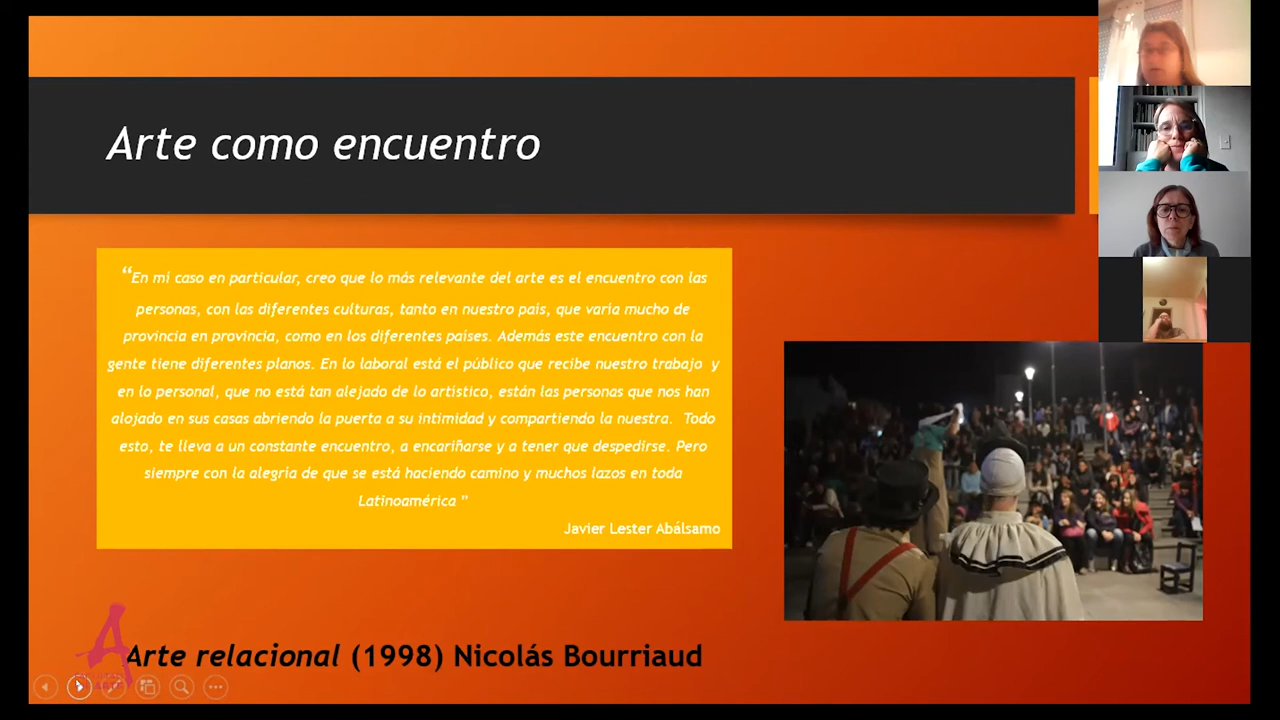 Arte como encuentro
“En mi caso en particular, creo que lo más relevante del arte es el encuentro con las
personas, con las diferentes culturas, tanto en nuestro país, que varía mucho de
provincia en provincia, como en los diferentes países. Además este encuentro con la
gente tiene diferentes planos. En lo laboral está el público que recibe nuestro trabajo y
en lo personal, que no está tan alejado de lo artístico, están las personas que nos han
alojado en sus casas abriendo la puerta a su intimidad y compartiendo la nuestra. Todo
esto, te lleva a un constante encuentro, a encariñarse y a tener que despedirse. Pero
siempre con la alegría de que se está haciendo camino y muchos lazos en toda
Latinoamérica ”
Javier Lester Abálsamo
Arte relacional (1998) Nicolás Bourriaud